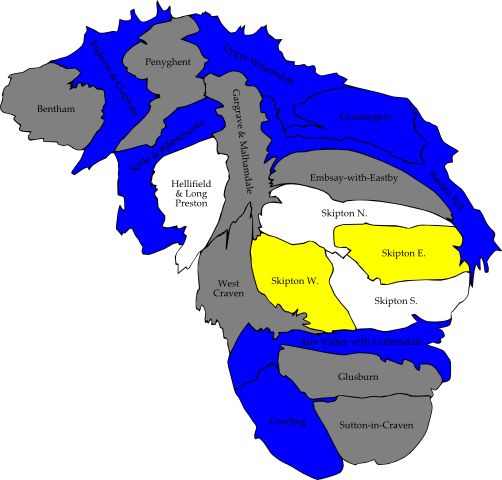 Penyghent
Upper Wharfedale
Ingleton & Clapham
Bentham
Gargrave & Malhamdale
Grassington
Settle & Ribblebanks
Embsay-with-Eastby
Barden Fell
Hellifield
& Long
Preston
Skipton N.
Skipton E.
West
Craven
Skipton W.
Skipton S.
Aire Valley with Lothersdale
Glusburn
Cowling
Sutton-in-Craven